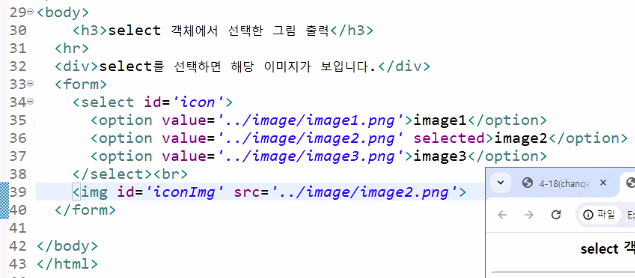 29 <body>
30 <h3>select 객체에서 선택한 그림 출력</h3>
31 <hr>
32 <div>select를 선택하면 해당 이미지가 보입니다.</div>
33 <form>
34 <select id='icon'>
35 <option value='../image/image1.png'>image1</option>
36 <option value='../image/image2.png' selected>image2</option>
37 <option value='../image/image3.png'>image3</option>
38 </select><br>
39 <img id='iconImg' src='../image/image2.png'>
40 </form>
41
42 </body>
43 </html>
4-18(change
파일
select